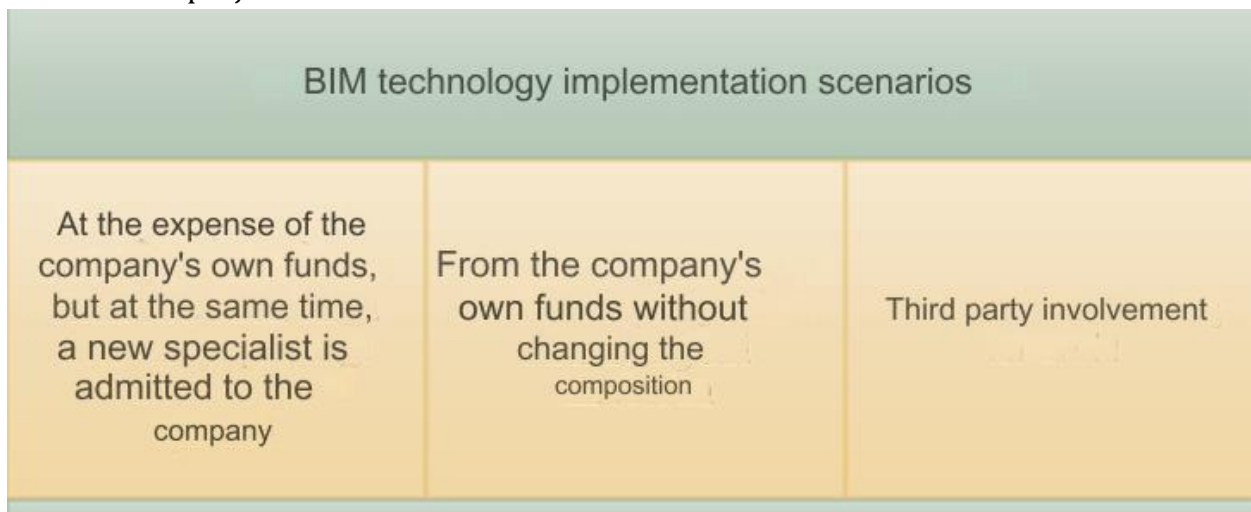 BIM technology implementation scenarios
At the expense of the
company's own funds,
but at the same time,
a new specialist is
admitted to the
company
From the company's
own funds without
changing the
composition
Third party involvement